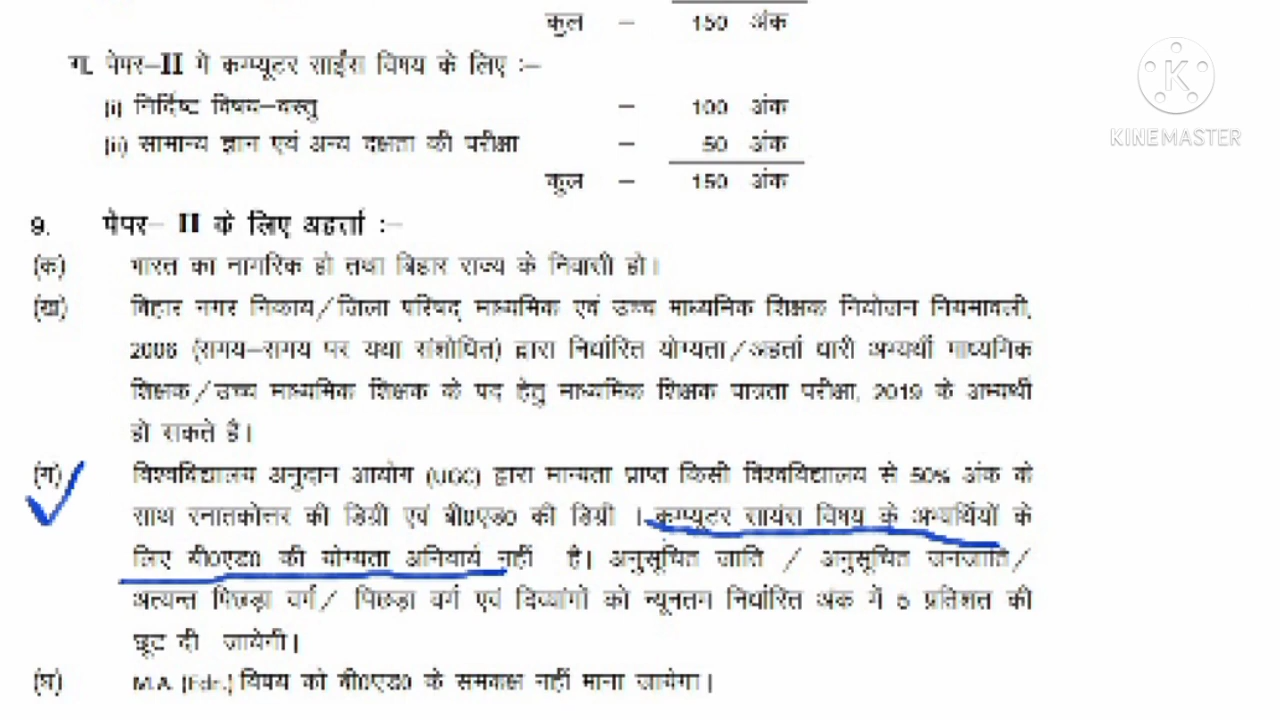 कुल – 150 अंक
ग. पेपर–II में कम्प्यूटर साईंस विषय के लिए :–
(i) निर्दिष्ट विषय–वस्तु – 100 अंक
(ii) सामान्य ज्ञान एवं अन्य दक्षता की परीक्षा – 50 अंक
कुल – 150 अंक
9. पेपर– II के लिए अहर्त्ता :–
(क) भारत का नागरिक हो तथा बिहार राज्य के निवासी हो।
(ख) बिहार नगर निकाय/जिला परिषद् माध्यमिक एवं उच्च माध्यमिक शिक्षक नियोजन नियमावली,
2006 (समय–समय पर यथा संशोधित) द्वारा निर्धारित योग्यता/अहर्त्ता धारी अभ्यर्थी माध्यमिक
शिक्षक/उच्च माध्यमिक शिक्षक के पद हेतु माध्यमिक शिक्षक पात्रता परीक्षा, 2019 के अभ्यर्थी
हो सकते है।
(ग) विश्वविद्यालय अनुदान आयोग (UGC) द्वारा मान्यता प्राप्त किसी विश्वविद्यालय से 50% अंक के
साथ स्नातकोत्तर की डिग्री एवं बी0एड0 की डिग्री । कम्प्यूटर सायंस विषय के अभ्यर्थियों के
लिए बी0एड0 की योग्यता अनिवार्य नहीं है। अनुसूचित जाति / अनुसूचित जनजाति/
अत्यन्त पिछड़ा वर्ग/ पिछड़ा वर्ग एवं दिव्यांगों को न्यूनतम निर्धारित अंक में 5 प्रतिशत की
छूट दी जायेगी।
(घ) M.A. (Edn.) विषय को बी0एड0 के समकक्ष नहीं माना जायेगा।
KINEMASTER